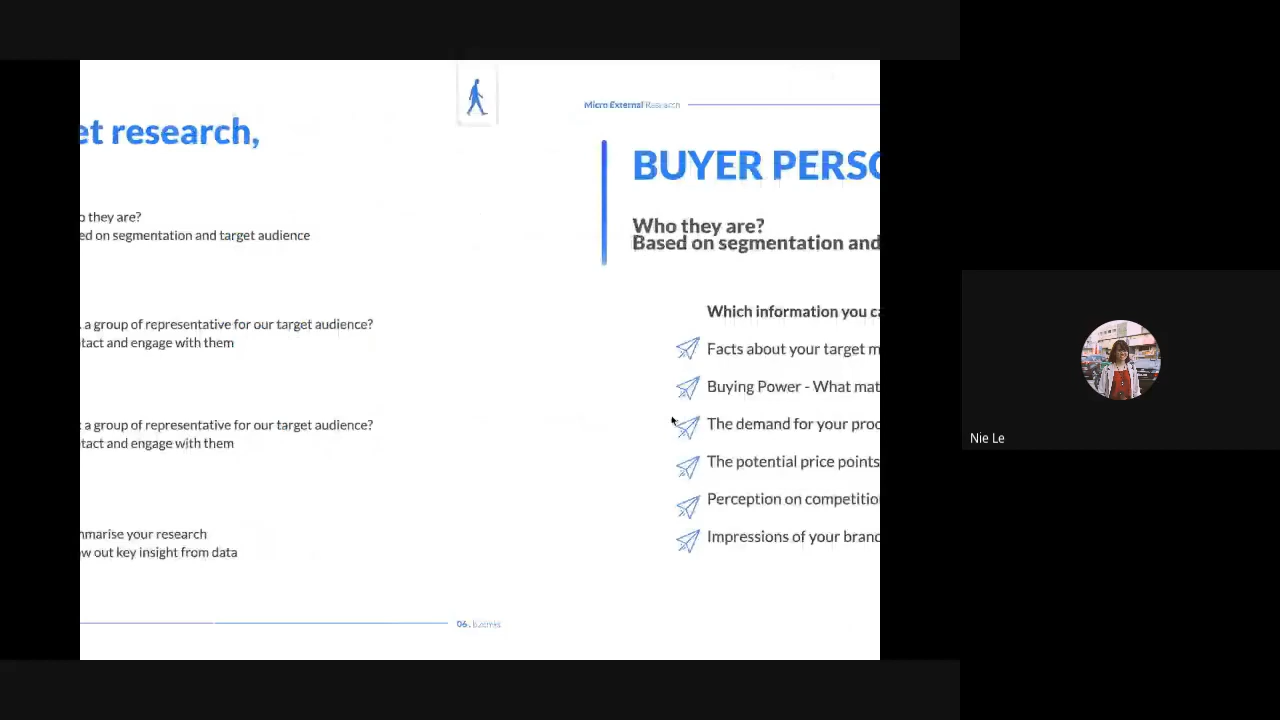 et research,
o they are?
ed on segmentation and target audience
a group of representative for our target audience?
tact and engage with them
a group of representative for our target audience?
tact and engage with them
nmarise your research
w out key insight from data
06.
Micro External Research
BUYER PERSO
Who they are?
Based on segmentation and
Which information you ca
Facts about your target m
Buying Power - What mat
The demand for your prod
The potential price points
Perception on competitio
Impressions of your brand
Nie Le